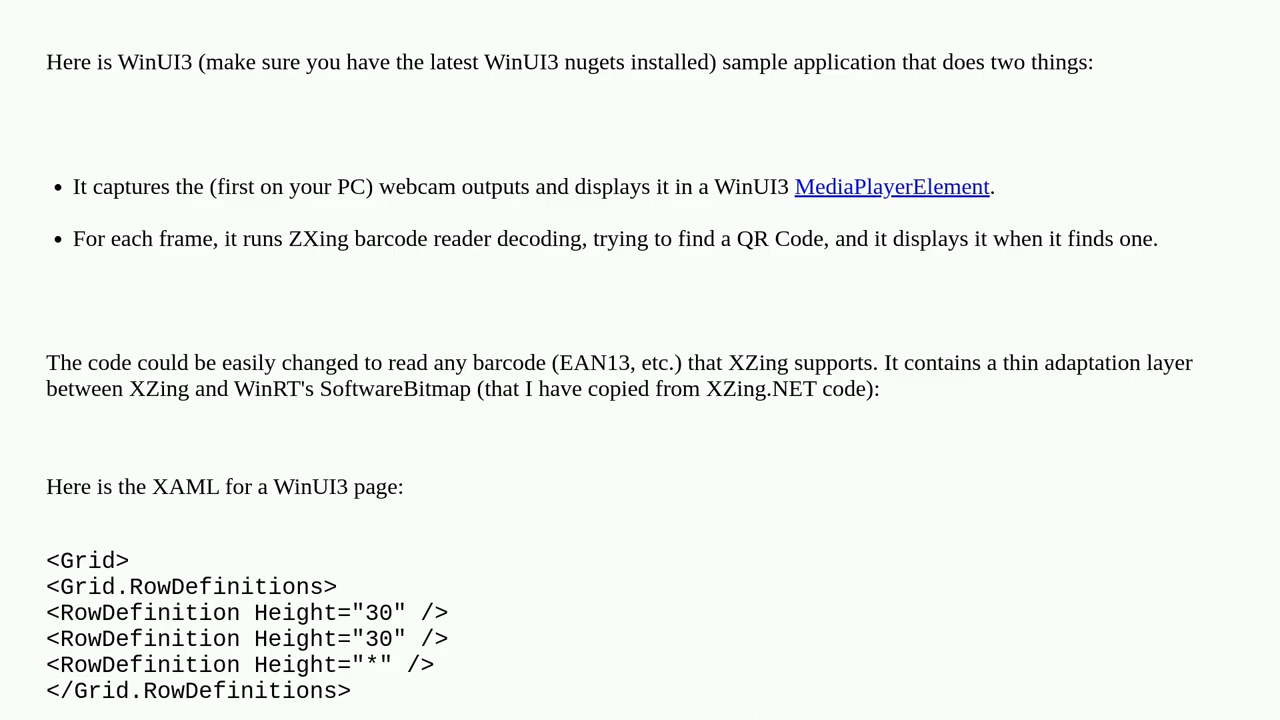 Here is WinUI3 (make sure you have the latest WinUI3 nugets installed) sample application that does two things:
• It captures the (first on your PC) webcam outputs and displays it in a WinUI3 MediaPlayerElement.
• For each frame, it runs ZXing barcode reader decoding, trying to find a QR Code, and it displays it when it finds one.
The code could be easily changed to read any barcode (EAN13, etc.) that XZing supports. It contains a thin adaptation layer
between XZing and WinRT's SoftwareBitmap (that I have copied from XZing.NET code):
Here is the XAML for a WinUI3 page:
<Grid>
<Grid.RowDefinitions>
<RowDefinition Height="30" />
<RowDefinition Height="30" />
<RowDefinition Height="*" />
</Grid.RowDefinitions>